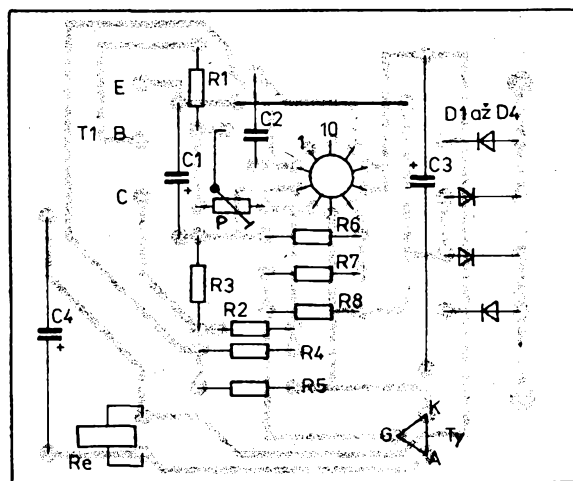 R1
E
C2
10
1
D1 až D4
T1
B
C1
+
C3
+
C
P
R6
R7
R3
R8
R2
C4
+
R4
R5
K
G
Ty
A
Re